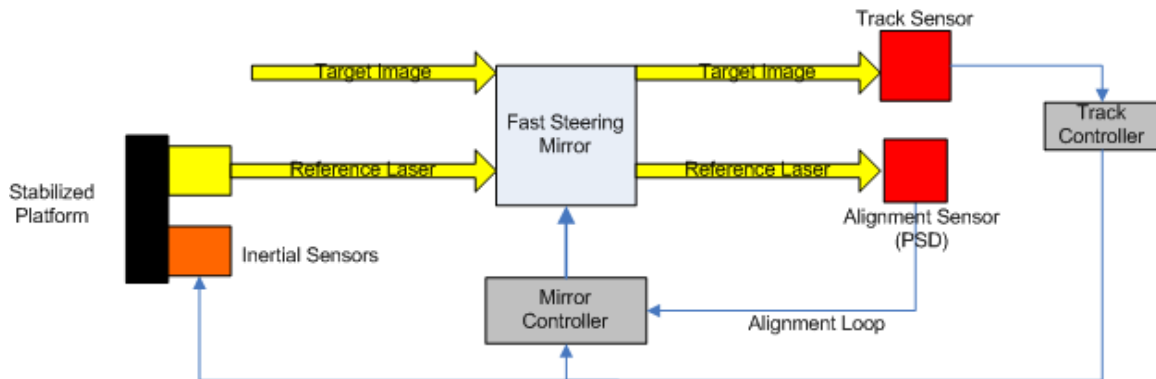 Track Sensor
Target Image
Target Image
Fast Steering
Mirror
Track
Controller
Reference Laser
Reference Laser
Stabilized
Platform
Alignment Sensor
(PSD)
Inertial Sensors
Mirror
Controller
Alignment Loop